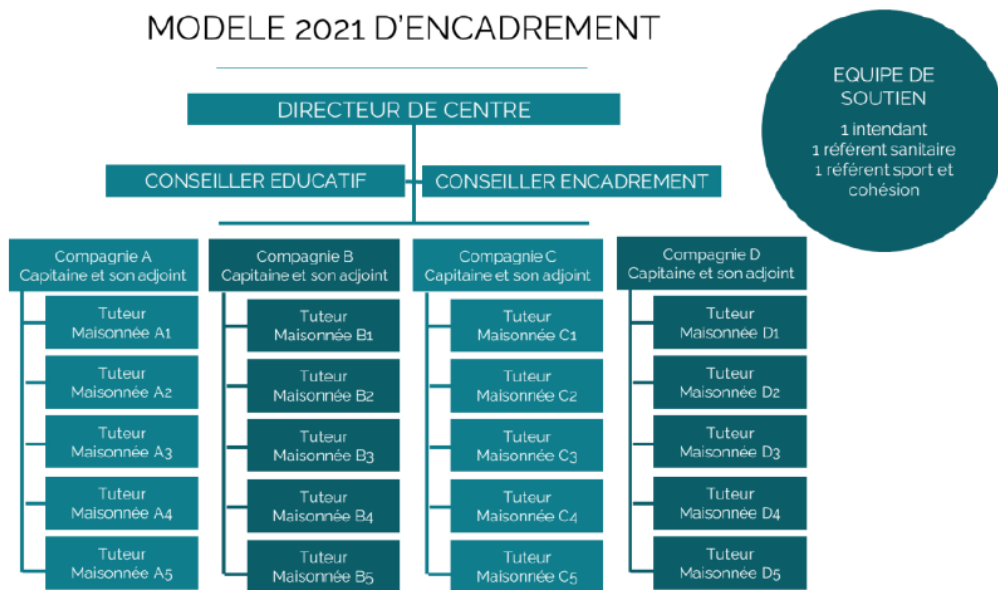 MODELE 2021 D'ENCADREMENT
EQUIPE DE
SOUTIEN
1 intendant
1 référent sanitaire
1 référent sport et
cohésion
DIRECTEUR DE CENTRE
CONSEILLER EDUCATIF
CONSEILLER ENCADREMENT
Compagnie A
Capitaine et son adjoint
Tuteur
Maisonnée A1
Tuteur
Maisonnée A2
Tuteur
Maisonnée A3
Tuteur
Maisonnée A4
Tuteur
Maisonnée A5
Compagnie B
Capitaine et son adjoint
Tuteur
Maisonnée B1
Tuteur
Maisonnée B2
Tuteur
Maisonnée B3
Tuteur
Maisonnée B4
Tuteur
Maisonnée B5
Compagnie C
Capitaine et son adjoint
Tuteur
Maisonnée C1
Tuteur
Maisonnée C2
Tuteur
Maisonnée C3
Tuteur
Maisonnée C4
Tuteur
Maisonnée C5
Compagnie D
Capitaine et son adjoint
Tuteur
Maisonnée D1
Tuteur
Maisonnée D2
Tuteur
Maisonnée D3
Tuteur
Maisonnée D4
Tuteur
Maisonnée D5